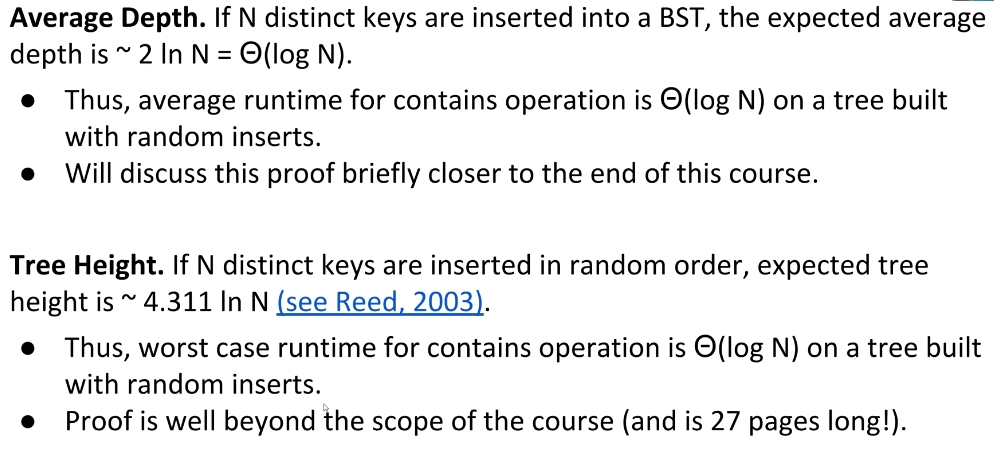 Average Depth. If N distinct keys are inserted into a BST, the expected average
depth is ~ 2 ln N = Θ(log N).
● Thus, average runtime for contains operation is Θ(log N) on a tree built
with random inserts.
● Will discuss this proof briefly closer to the end of this course.
Tree Height. If N distinct keys are inserted in random order, expected tree
height is ~ 4.311 ln N (see Reed, 2003).
● Thus, worst case runtime for contains operation is Θ(log N) on a tree built
with random inserts.
● Proof is well beyond the scope of the course (and is 27 pages long!).